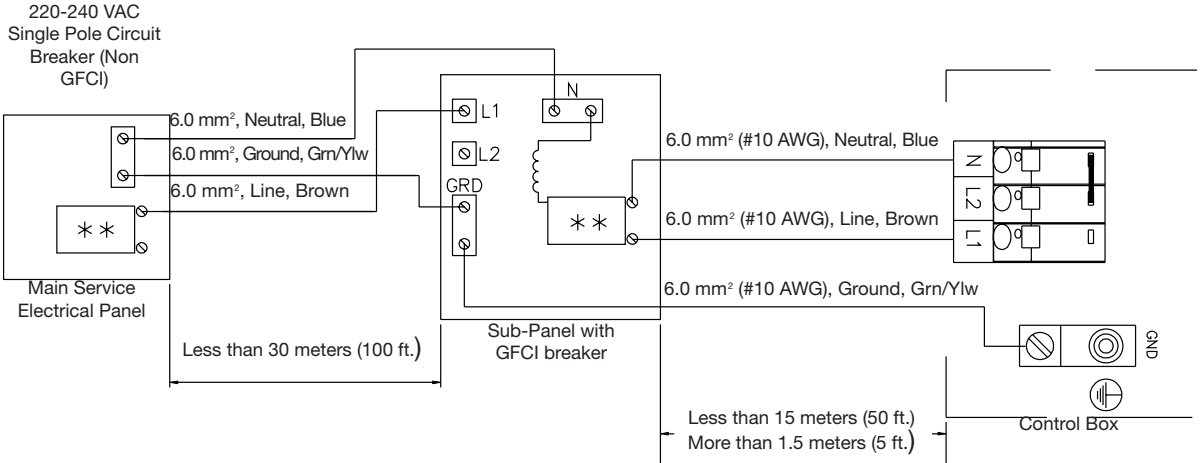 220-240 VAC
Single Pole Circuit
Breaker (Non
GFCI)
6.0 mm², Neutral, Blue
6.0 mm², Ground, Grn/Ylw
6.0 mm², Line, Brown
**
Main Service
Electrical Panel
Less than 30 meters (100 ft.)
N
L1
L2
GRD
**
Sub-Panel with
GFCI breaker
6.0 mm² (#10 AWG), Neutral, Blue
6.0 mm² (#10 AWG), Line, Brown
6.0 mm² (#10 AWG), Ground, Grn/Ylw
Less than 15 meters (50 ft.)
More than 1.5 meters (5 ft.)
N
L2
L1
GND
Control Box